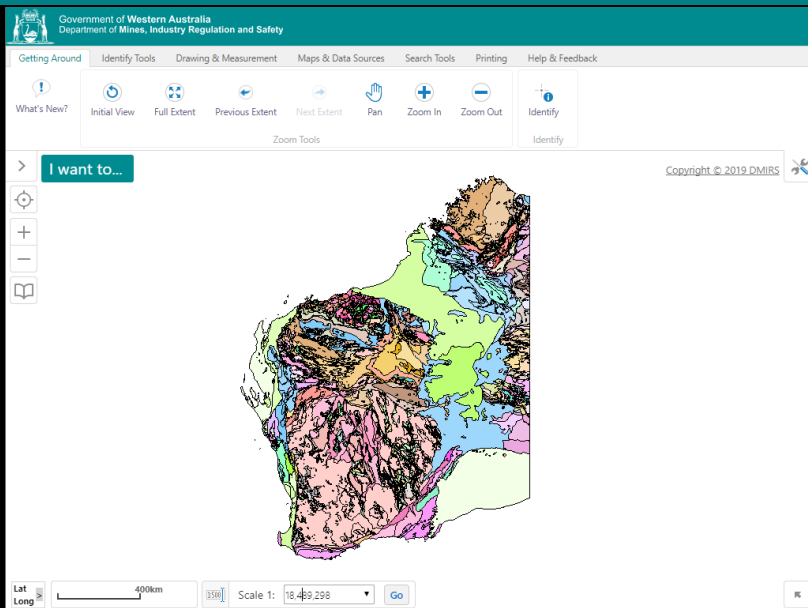 Government of Western Australia
Department of Mines, Industry Regulation and Safety
Getting Around Identify Tools Drawing & Measurement Maps & Data Sources Search Tools Printing Help & Feedback
What's New? Initial View Full Extent Previous Extent Next Extent Pan Zoom In Zoom Out Identify
Zoom Tools Identify
I want to...
Copyright © 2019 DMIRS
Lat
Long
400km
Scale 1: 18,489,298
Go